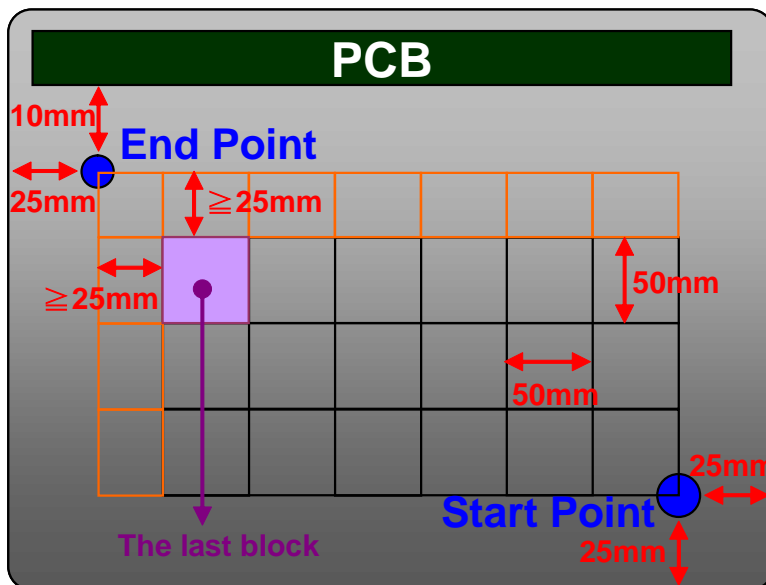 PCB
10mm
End Point
25mm
≧25mm
≧25mm
50mm
50mm
25mm
Start Point
25mm
The last block